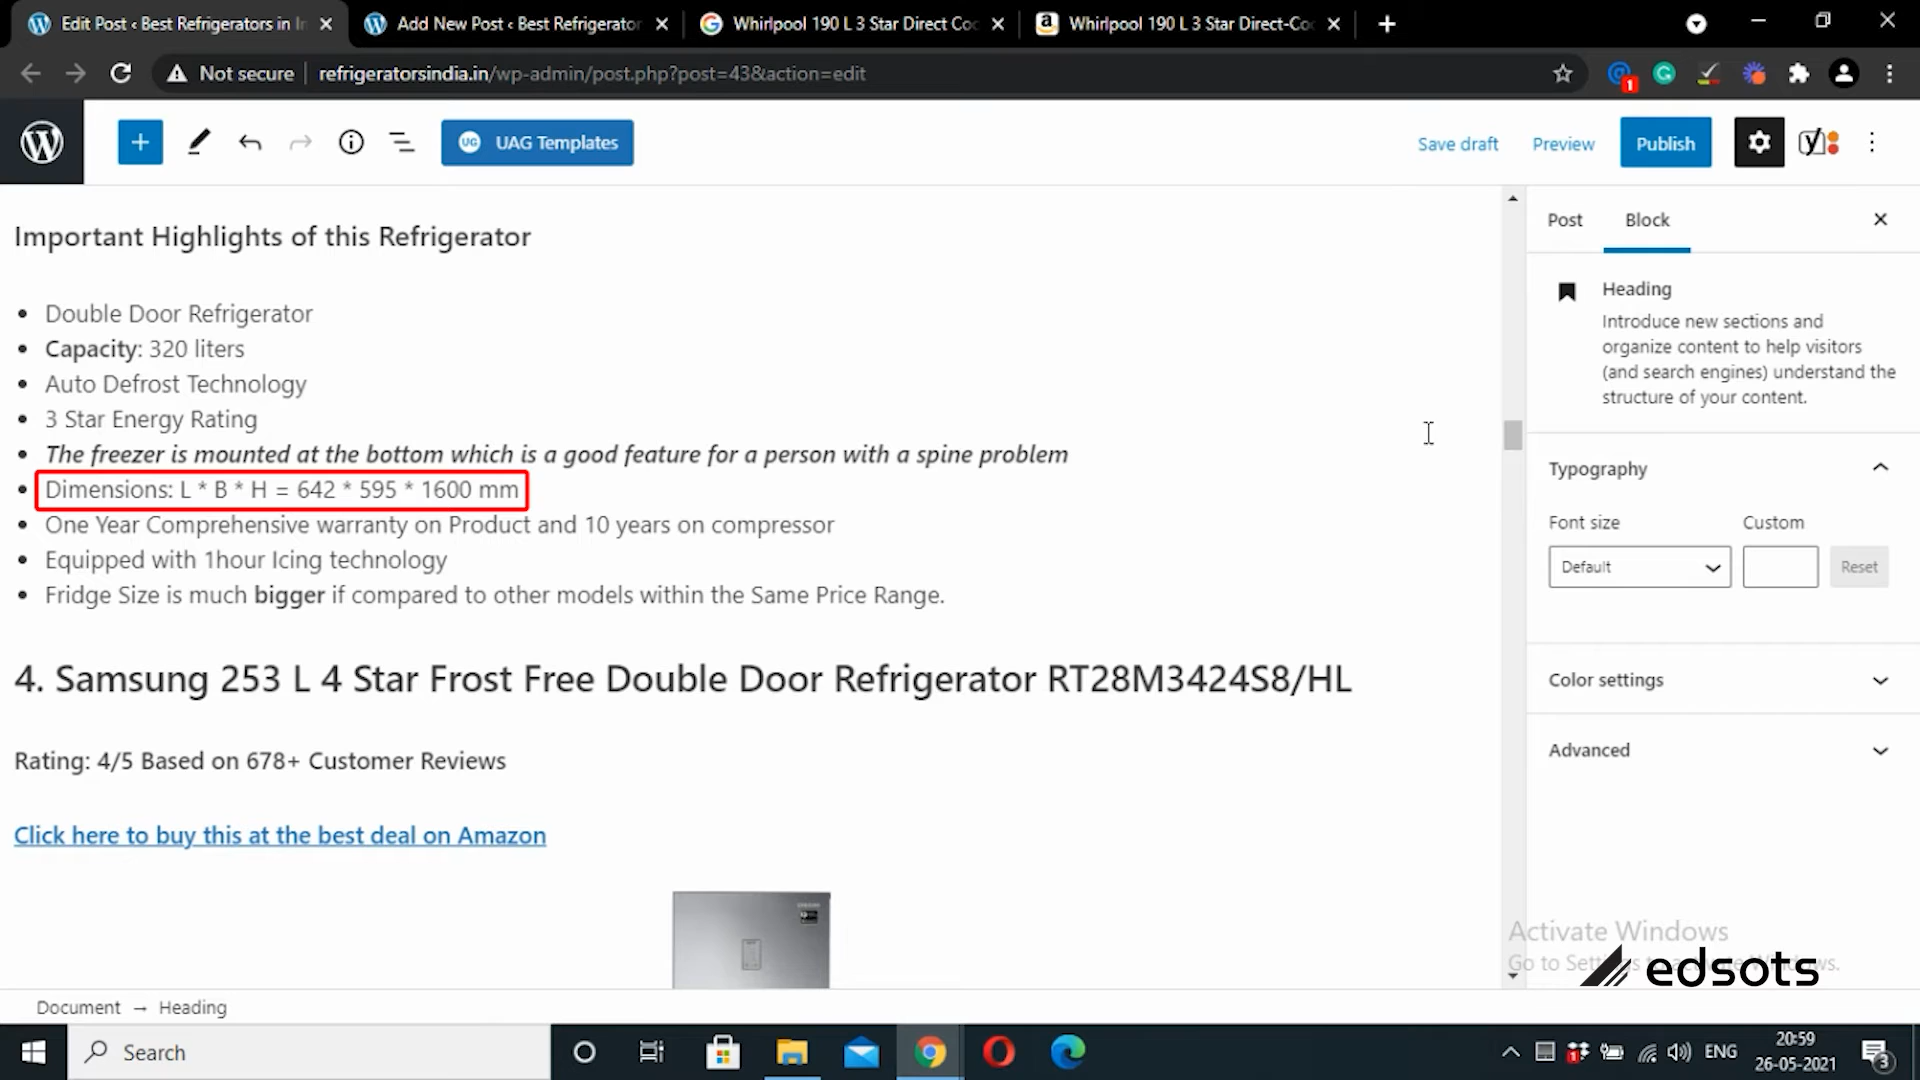 Edit Post ‹ Best Refrigerators in In
Add New Post ‹ Best Refrigerator
Whirlpool 190 L 3 Star Direct Coo
Whirlpool 190 L 3 Star Direct-Coo
Not secure
refrigeratorsindia.in/wp-admin/post.php?post=43&action=edit
1
UAG Templates
Save draft
Preview
Publish
Important Highlights of this Refrigerator
Double Door Refrigerator
Capacity: 320 liters
Auto Defrost Technology
3 Star Energy Rating
The freezer is mounted at the bottom which is a good feature for a person with a spine problem
Dimensions: L * B * H = 642 * 595 * 1600 mm
One Year Comprehensive warranty on Product and 10 years on compressor
Equipped with 1hour Icing technology
Fridge Size is much bigger if compared to other models within the Same Price Range.
4. Samsung 253 L 4 Star Frost Free Double Door Refrigerator RT28M3424S8/HL
Rating: 4/5 Based on 678+ Customer Reviews
Click here to buy this at the best deal on Amazon
Post
Block
Heading
Introduce new sections and
organize content to help visitors
(and search engines) understand the
structure of your content.
Typography
Font size
Custom
Default
Reset
Color settings
Advanced
Activate Windows
Go to Sett
edsots
Document → Heading
Search
ENG
20:59
26-05-2021
3